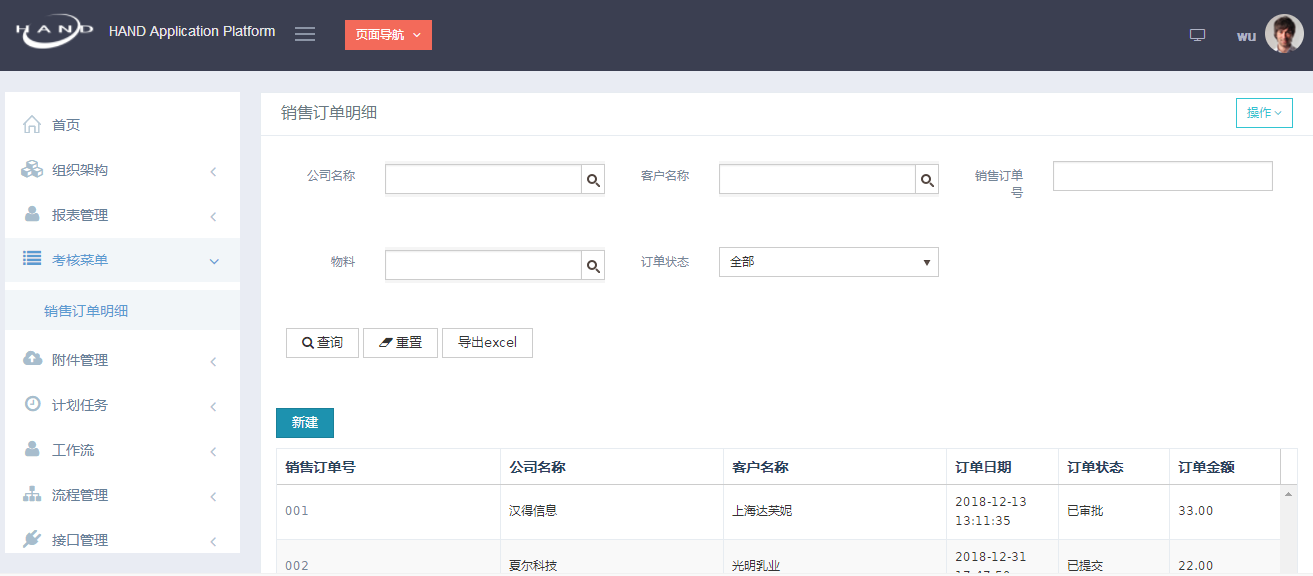 HAND HAND Application Platform 页面导航 wu
首页
组织架构
报表管理
考核菜单
销售订单明细
附件管理
计划任务
工作流
流程管理
接口管理
销售订单明细 操作
公司名称 客户名称 销售订单
号
物料 订单状态 全部
查询 重置 导出excel
新建
销售订单号 公司名称 客户名称 订单日期 订单状态 订单金额
001 汉得信息 上海达芙妮 2018-12-13
13:11:35 已审批 33.00
002 夏尔科技 光明乳业 2018-12-31
已提交 22.00